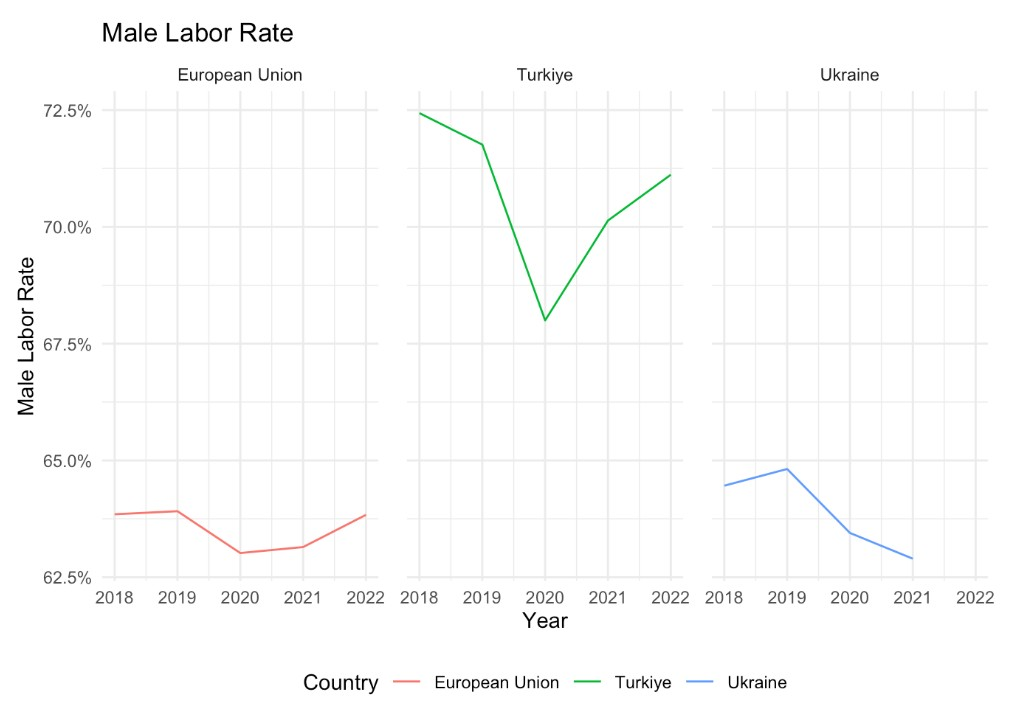 Male Labor Rate
European Union Turkiye Ukraine
72.5%
70.0%
67.5%
65.0%
62.5%
Male Labor Rate
2018 2019 2020 2021 2022 2018 2019 2020 2021 2022 2018 2019 2020 2021 2022
Year
Country European Union Turkiye Ukraine